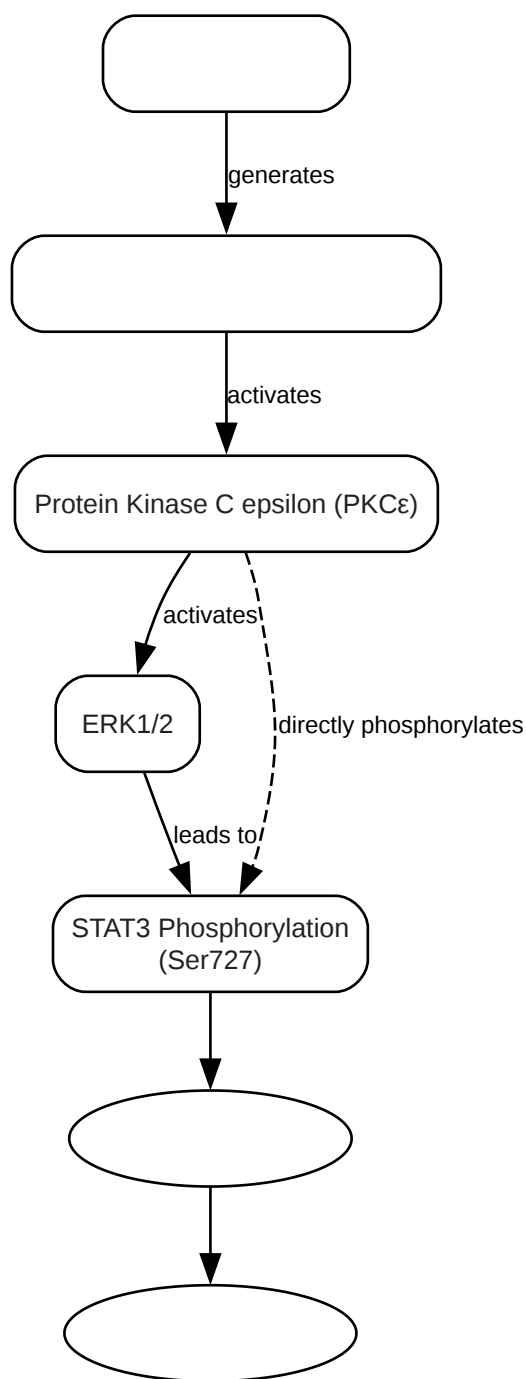 generates
activates
Protein Kinase C epsilon (PKCε)
activates
ERK1/2
directly phosphorylates
leads to
STAT3 Phosphorylation
(Ser727)